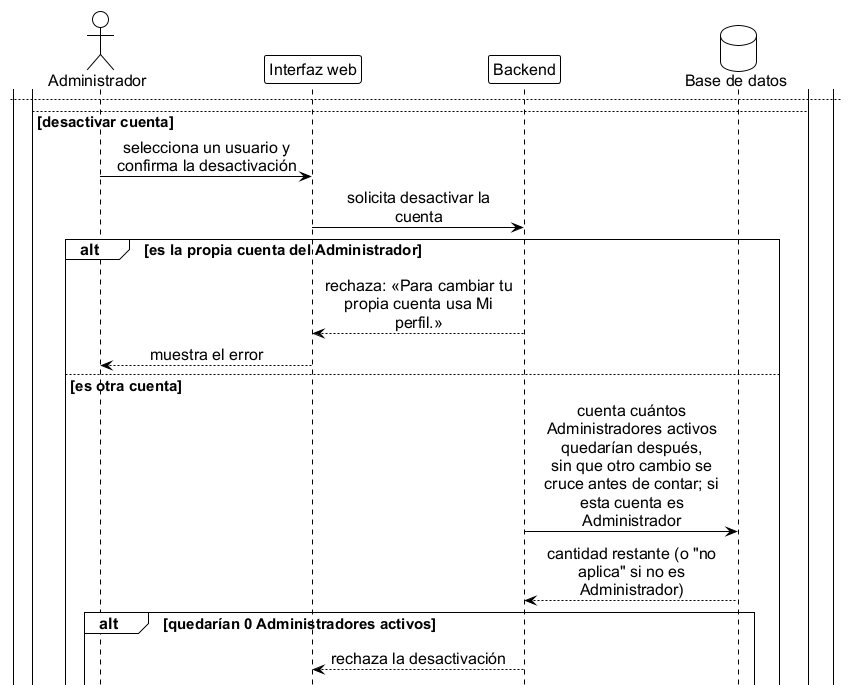 Administrador
Interfaz web
Backend
Base de datos
[desactivar cuenta]
selecciona un usuario y
confirma la desactivación
solicita desactivar la
cuenta
alt
[es la propia cuenta del Administrador]
rechaza: «Para cambiar tu
propia cuenta usa Mi
perfil.»
muestra el error
[es otra cuenta]
cuenta cuántos
Administradores activos
quedarían después,
sin que otro cambio se
cruce antes de contar; si
esta cuenta es
Administrador
cantidad restante (o "no
aplica" si no es
Administrador)
alt
[quedarían 0 Administradores activos]
rechaza la desactivación